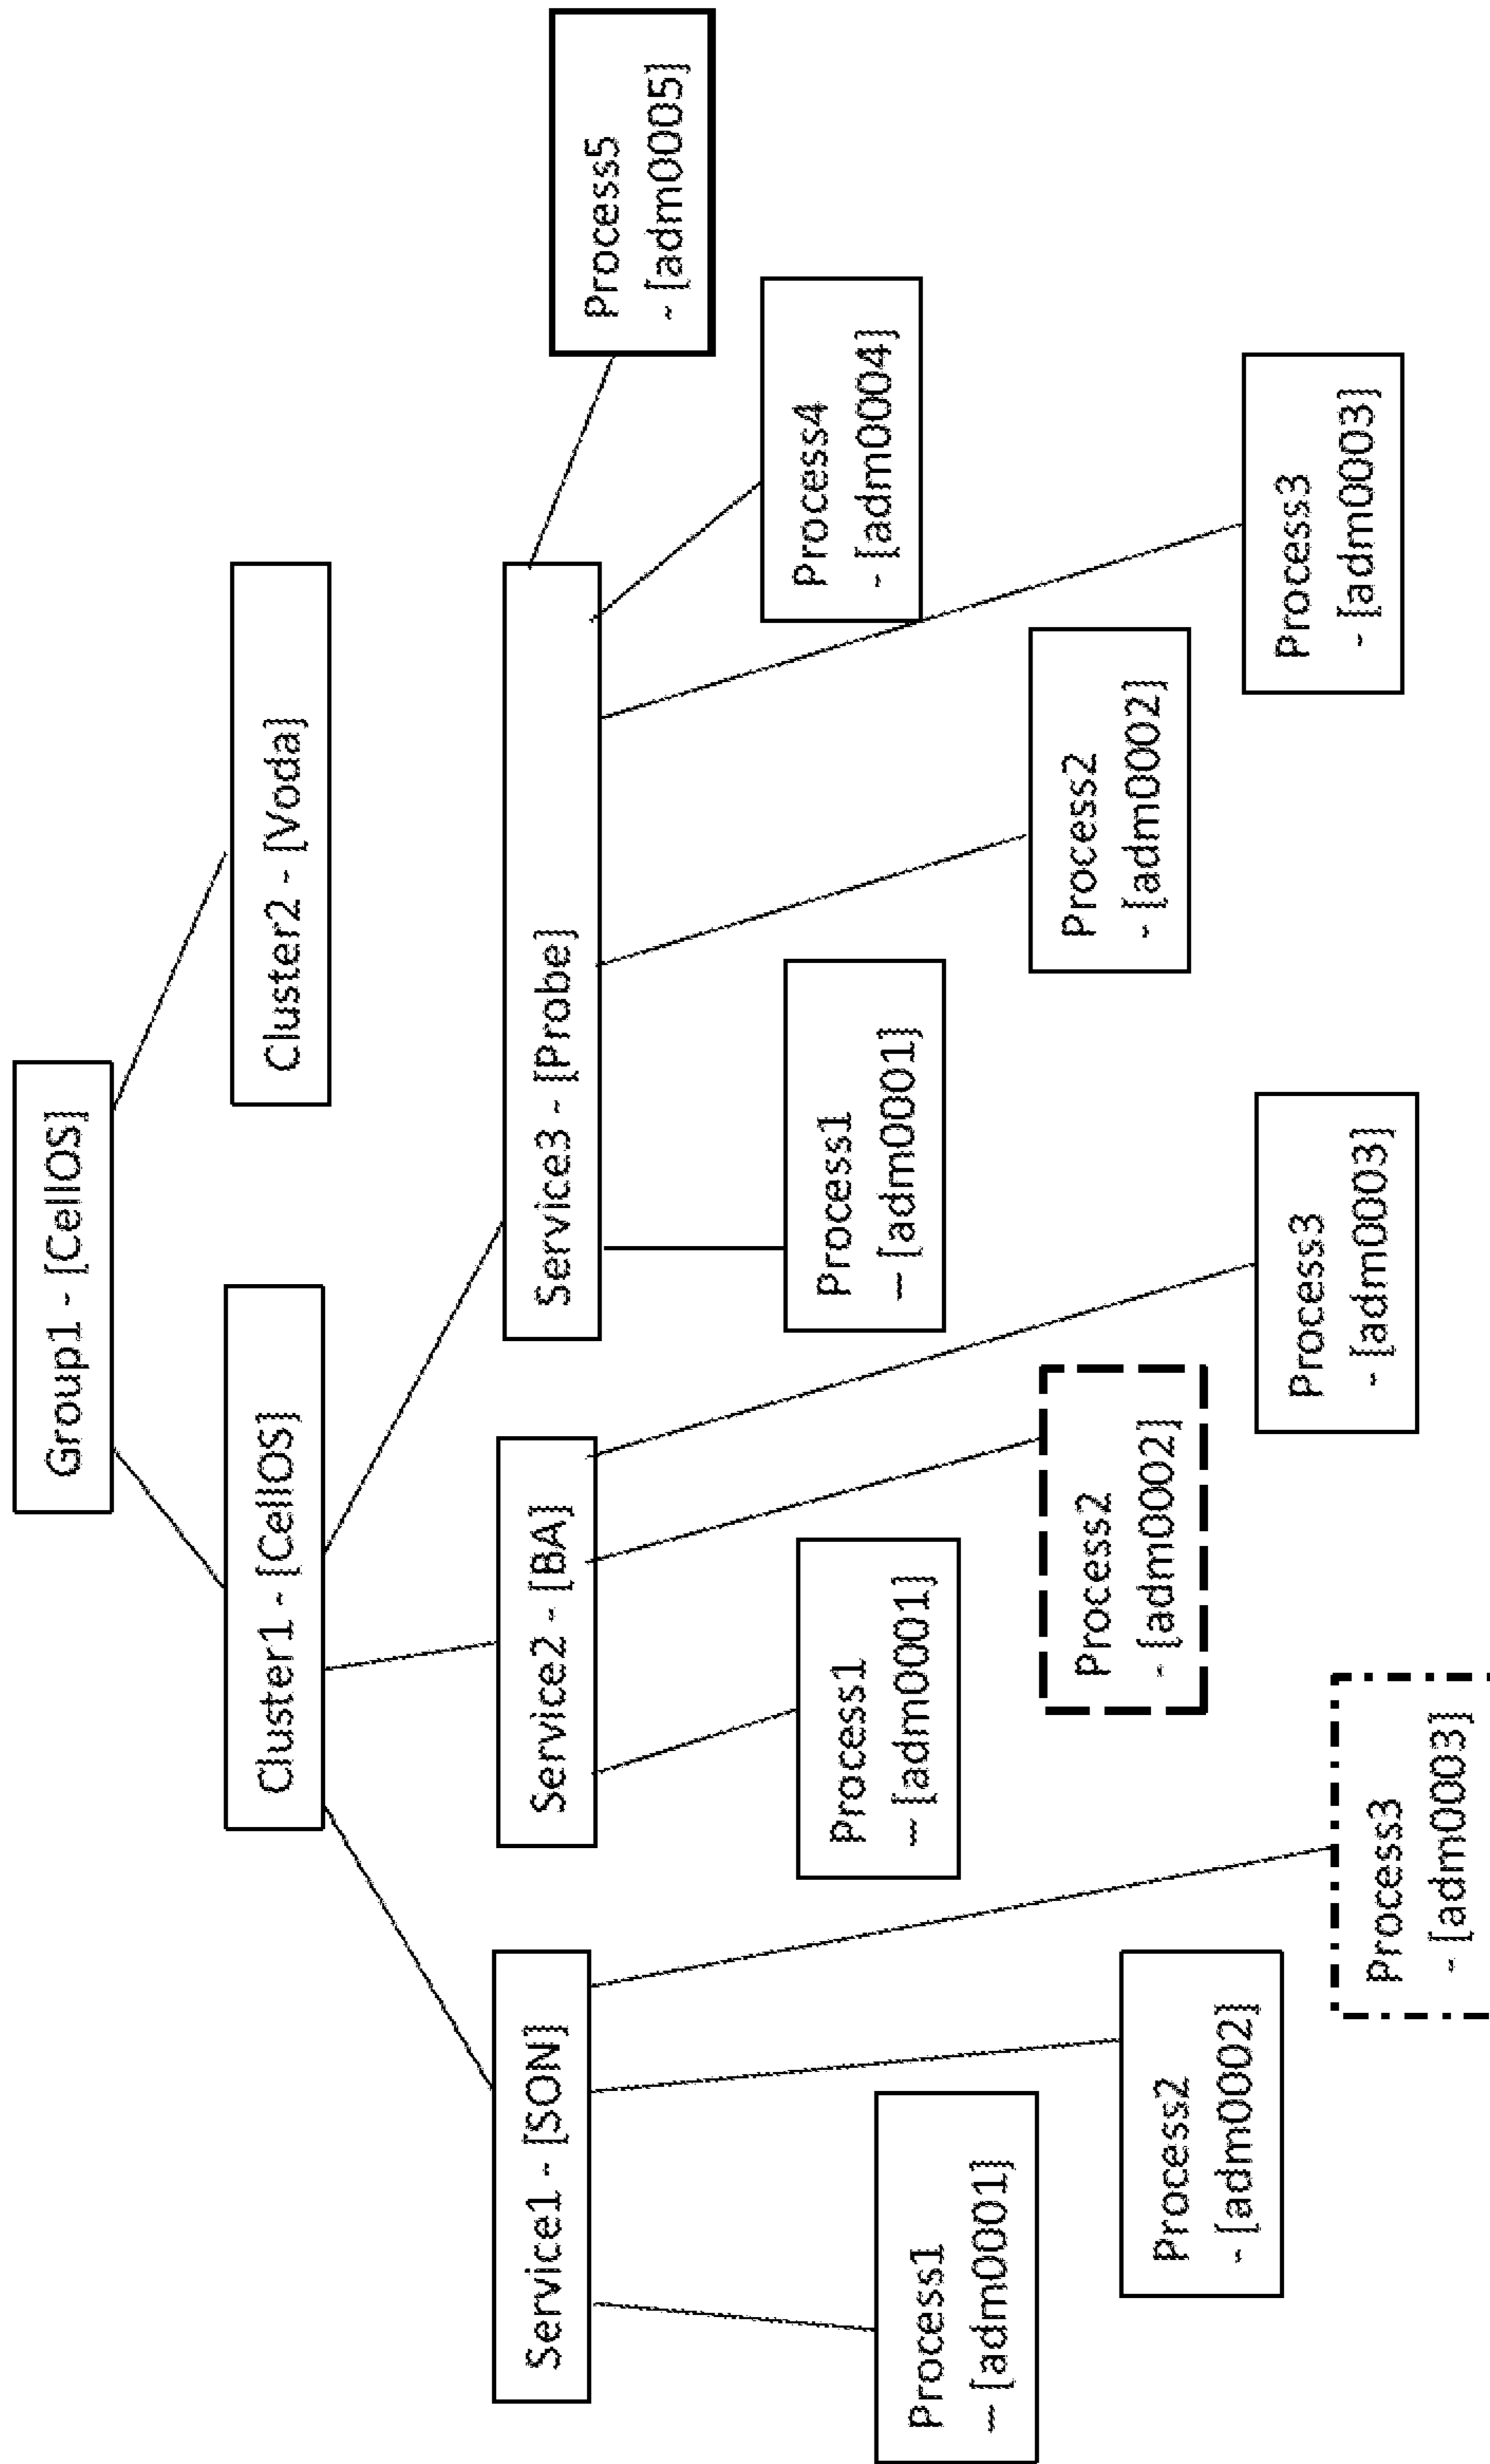 Group1 - [CellOS]
Cluster1 - [CellOS]
Cluster2 - [Voda]
Service1 - [SON]
Service2 - [BA]
Service3 - [Probe]
Process5
- [adm0005]
Process4
- [adm0004]
Process1
– [adm0001]
Process1
– [adm0001]
Process1
– [adm0001]
Process2
- [adm0002]
Process2
- [adm0002]
Process2
- [adm0002]
Process3
- [adm0003]
Process3
- [adm0003]
Process3
- [adm0003]